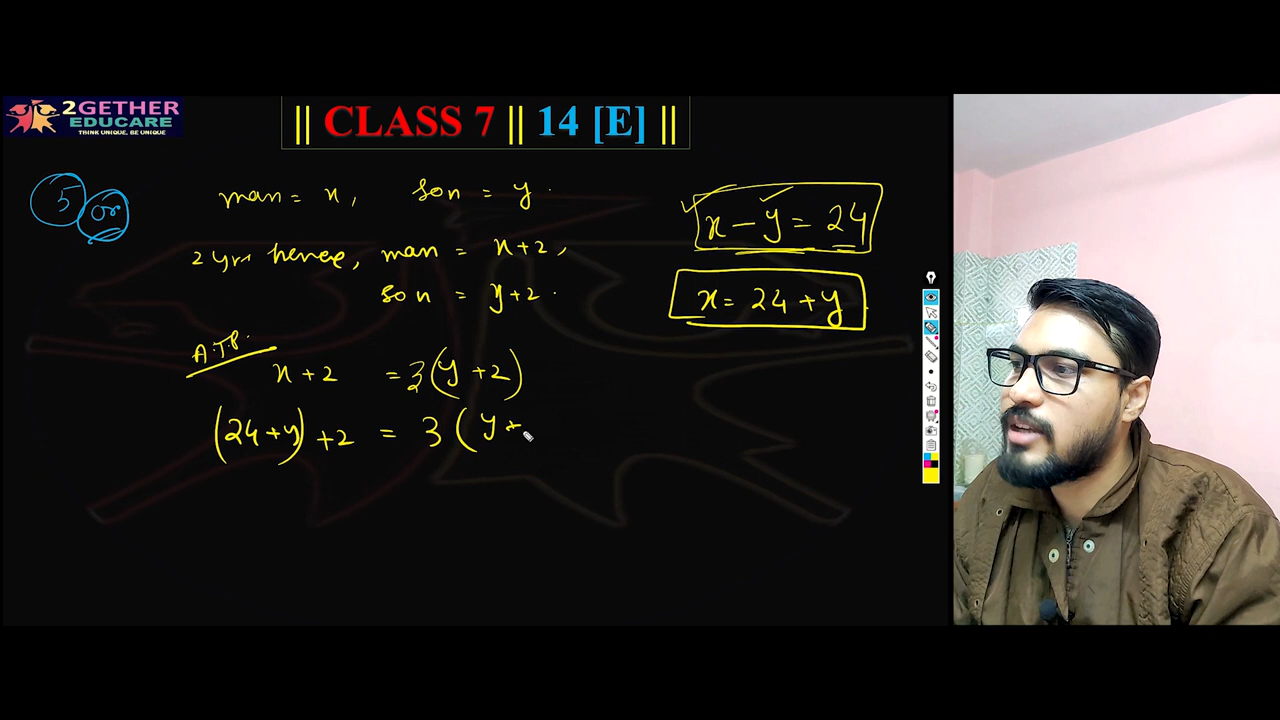 2GETHER
EDUCARE
THINK UNIQUE, BE UNIQUE
|| CLASS 7 || 14 [E] ||
5 or
man = x, son = y.
2 yrs hence, man = x+2,
son = y+2.
x - y = 24
x = 24 + y
A.T.P.
x + 2 = 3(y + 2)
(24 + y) + 2 = 3 ( y +